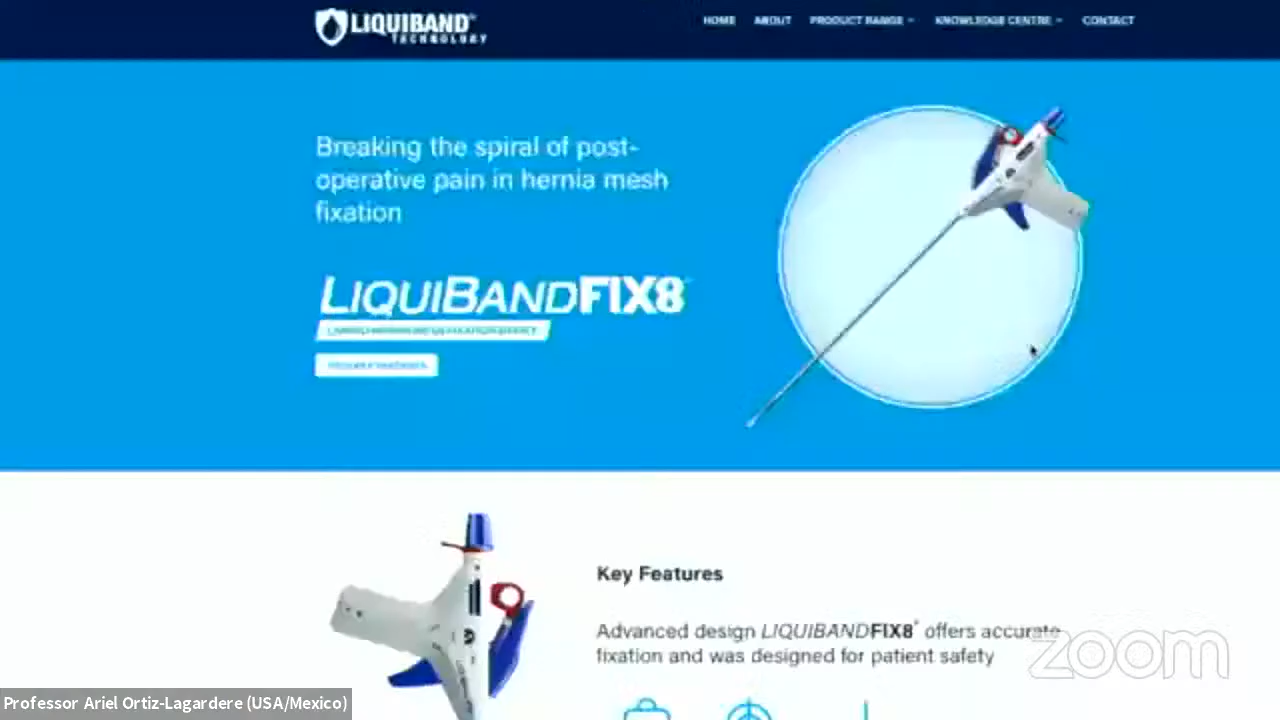 LIQUIBAND™
TECHNOLOGY
HOME ABOUT PRODUCT RANGE KNOWLEDGE CENTRE CONTACT
Breaking the spiral of post-
operative pain in hernia mesh
fixation
LIQUIBANDFIX8
Key Features
Advanced design LIQUIBANDFIX8® offers accurate
fixation and was designed for patient safety
zoom
Professor Ariel Ortiz-Lagardere (USA/Mexico)